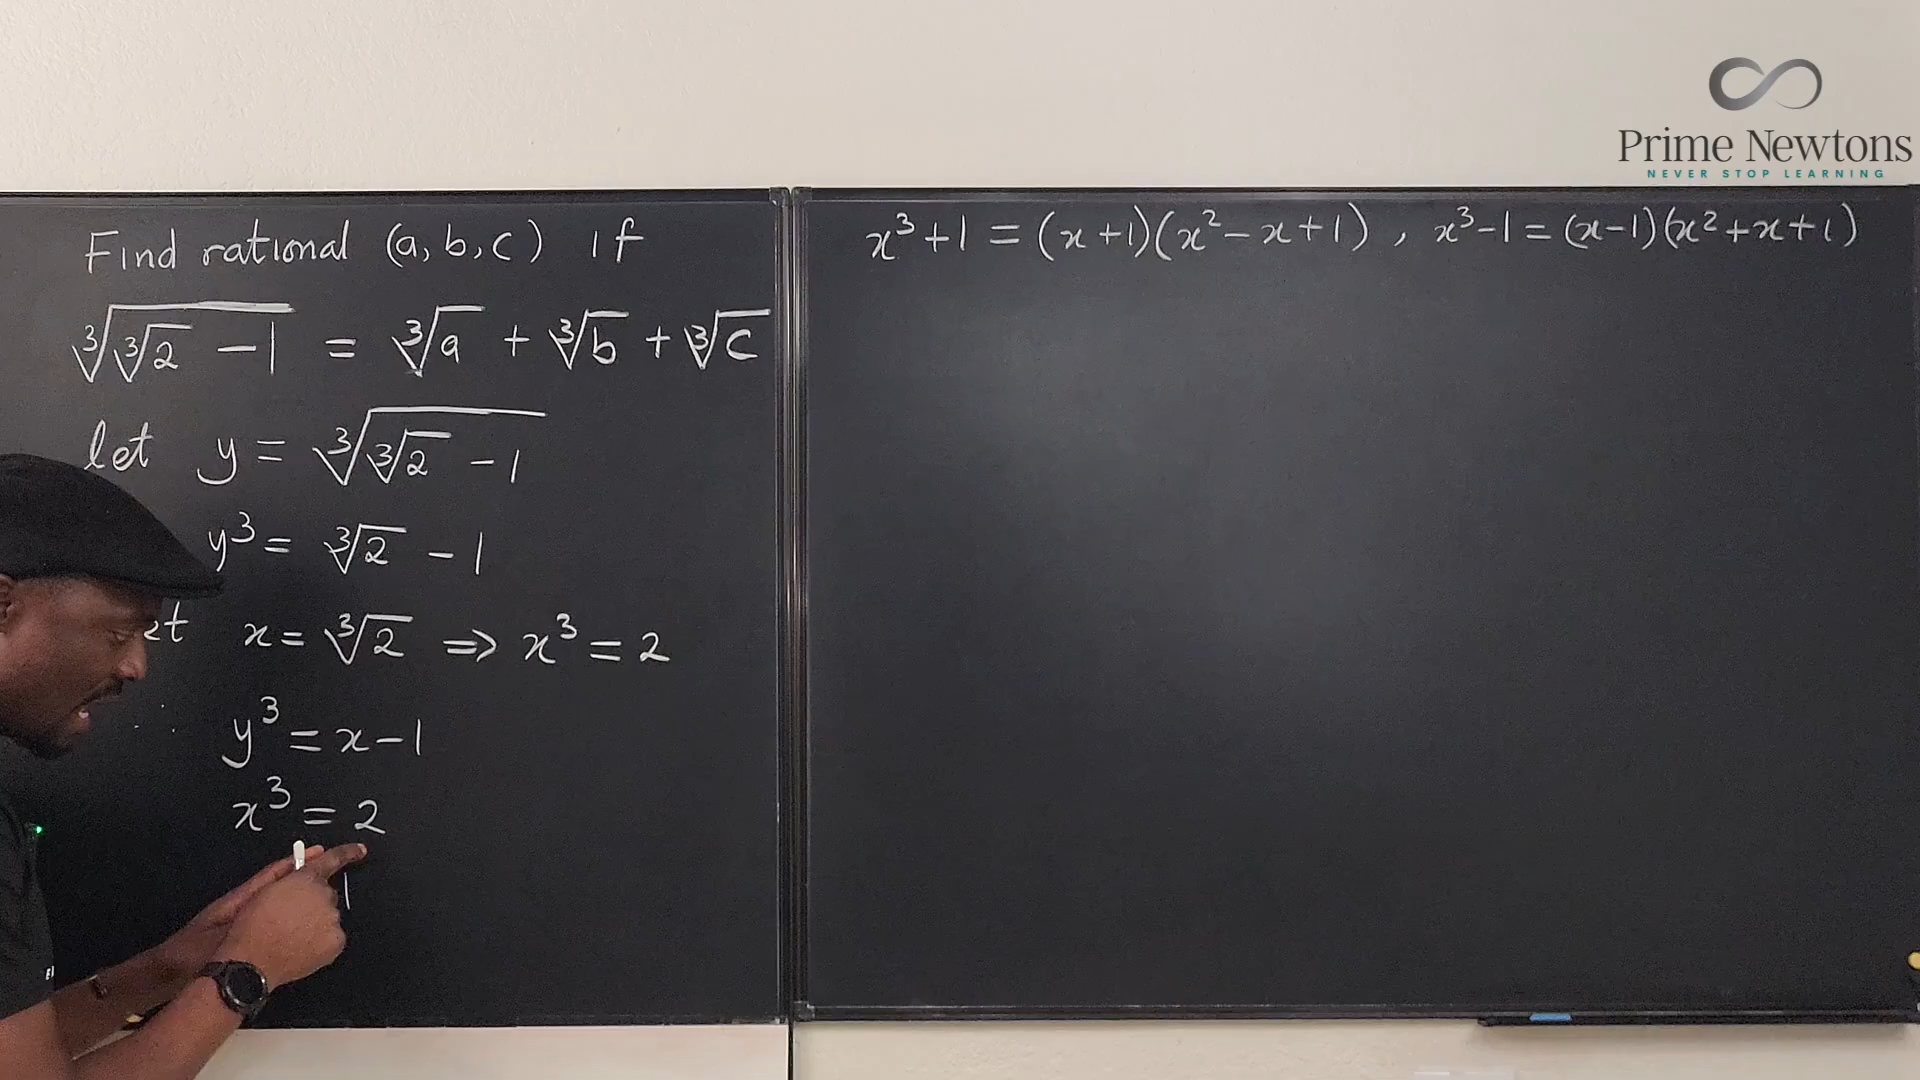 Prime Newtons
NEVER STOP LEARNING
Find rational (a, b, c) if
∛(∛2 − 1) = ∛a + ∛b + ∛c
let y = ∛(∛2 − 1)
y³ = ∛2 − 1
x = ∛2 ⇒ x³ = 2
y³ = x − 1
x³ = 2
1
x³ + 1 = (x + 1)(x² − x + 1) , x³ − 1 = (x − 1)(x² + x + 1)